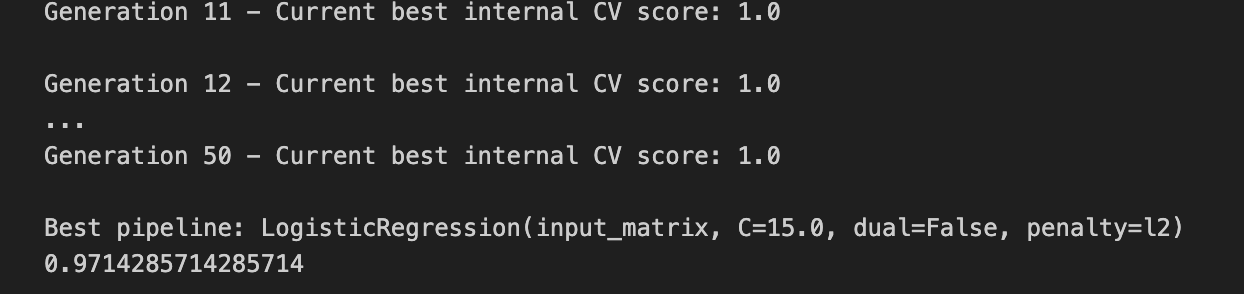 Generation 11 - Current best internal CV score: 1.0
Generation 12 - Current best internal CV score: 1.0
...
Generation 50 - Current best internal CV score: 1.0
Best pipeline: LogisticRegression(input_matrix, C=15.0, dual=False, penalty=l2)
0.9714285714285714